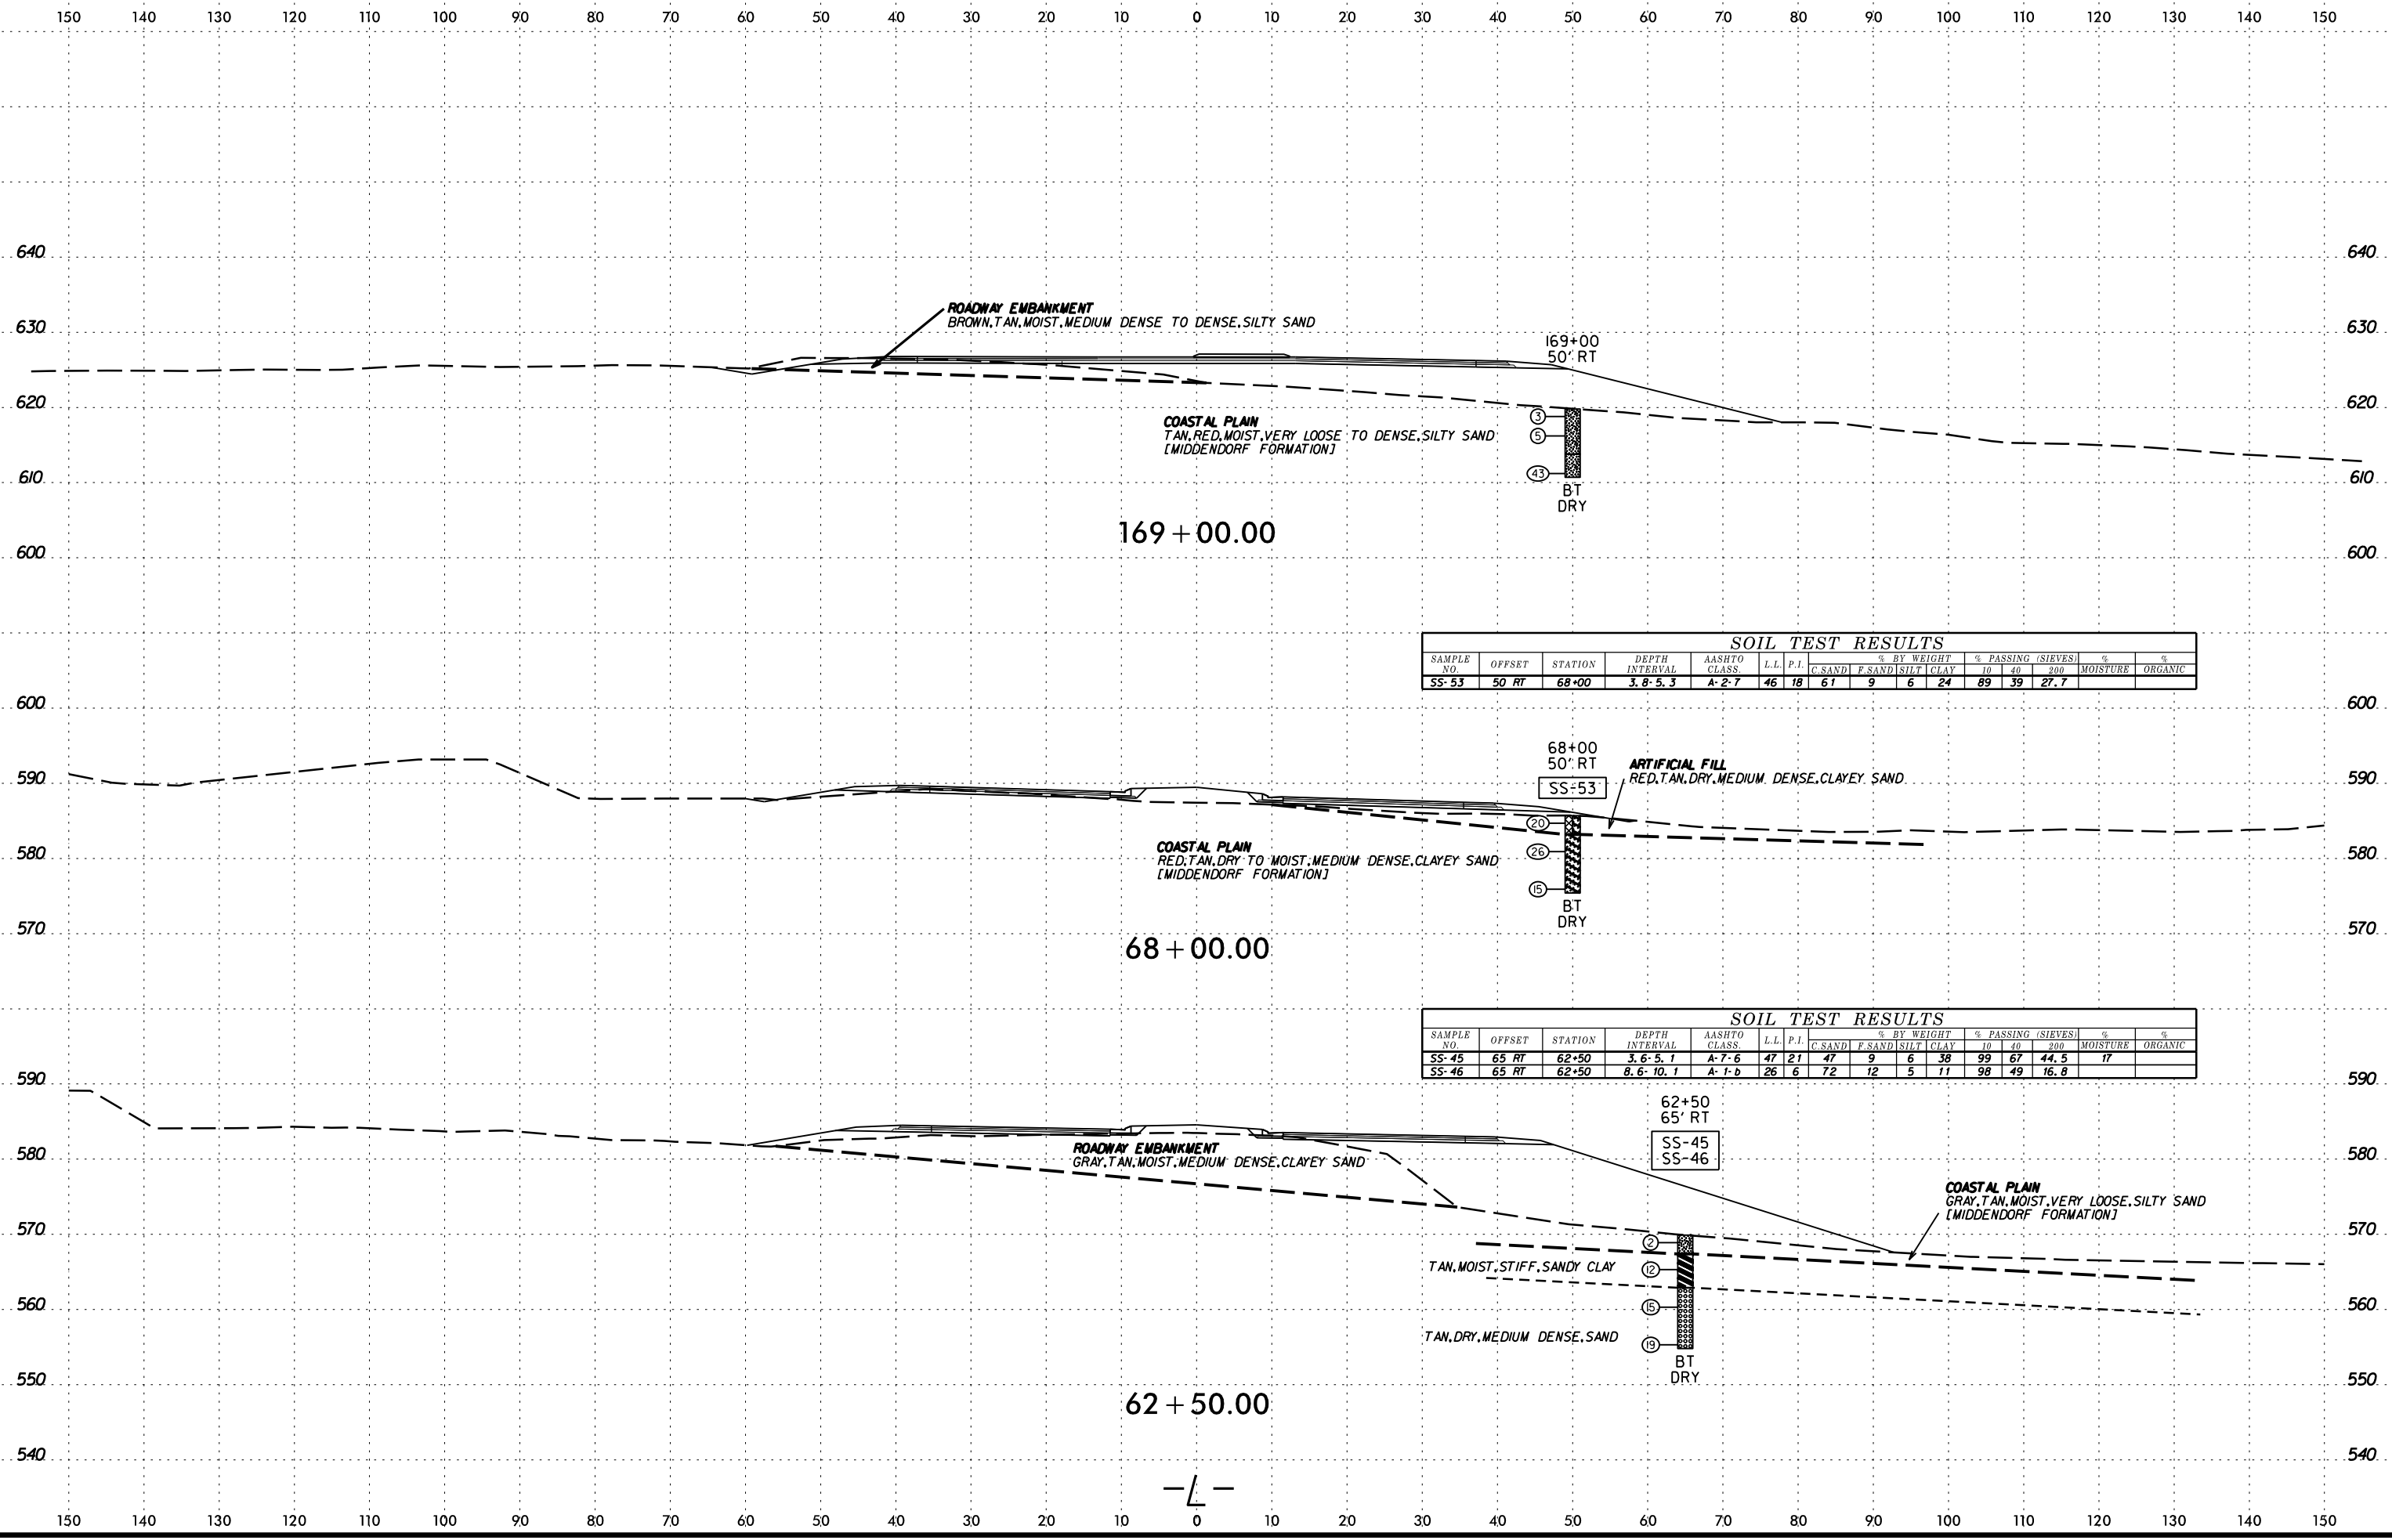 150 140 130 120 110 100 90 80 70 60 50 40 30 20 10 0 10 20 30 40 50 60 70 80 90 100 110 120 130 140 150
640 640
ROADWAY EMBANKMENT
BROWN,TAN,MOIST,MEDIUM DENSE TO DENSE,SILTY SAND
630 630
169+00
50' RT
620 620
3
COASTAL PLAIN
TAN,RED,MOIST,VERY LOOSE TO DENSE,SILTY SAND
[MIDDENDORF FORMATION]
5
43
610 610
BT
DRY
169+00.00
600 600
SOIL TEST RESULTS
SAMPLE NO. OFFSET STATION DEPTH INTERVAL AASHTO CLASS. L.L. P.I. % BY WEIGHT % PASSING (SIEVES) % MOISTURE % ORGANIC
C.SAND F.SAND SILT CLAY 10 40 200
SS-53 50 RT 68+00 3.8-5.3 A-2-7 46 18 61 9 6 24 89 39 27.7
600 600
68+00
50' RT
SS-53
ARTIFICIAL FILL
RED,TAN,DRY,MEDIUM DENSE,CLAYEY SAND
590 590
20
COASTAL PLAIN
RED,TAN,DRY TO MOIST,MEDIUM DENSE,CLAYEY SAND
[MIDDENDORF FORMATION]
26
580 580
15
BT
DRY
570 570
68+00.00
SOIL TEST RESULTS
SAMPLE NO. OFFSET STATION DEPTH INTERVAL AASHTO CLASS. L.L. P.I. % BY WEIGHT % PASSING (SIEVES) % MOISTURE % ORGANIC
C.SAND F.SAND SILT CLAY 10 40 200
SS-45 65 RT 62+50 3.6-5.1 A-7-6 47 21 47 9 6 38 99 67 44.5 17
SS-46 65 RT 62+50 8.6-10.1 A-1-b 26 6 72 12 5 11 98 49 16.8
590 590
62+50
65' RT
SS-45
SS-46
ROADWAY EMBANKMENT
GRAY,TAN,MOIST,MEDIUM DENSE,CLAYEY SAND
580 580
COASTAL PLAIN
GRAY,TAN,MOIST,VERY LOOSE,SILTY SAND
[MIDDENDORF FORMATION]
570 570
2
TAN,MOIST,STIFF,SANDY CLAY
12
560 560
15
TAN,DRY,MEDIUM DENSE,SAND
19
BT
DRY
550 550
62+50.00
540 540
-L-
150 140 130 120 110 100 90 80 70 60 50 40 30 20 10 0 10 20 30 40 50 60 70 80 90 100 110 120 130 140 150